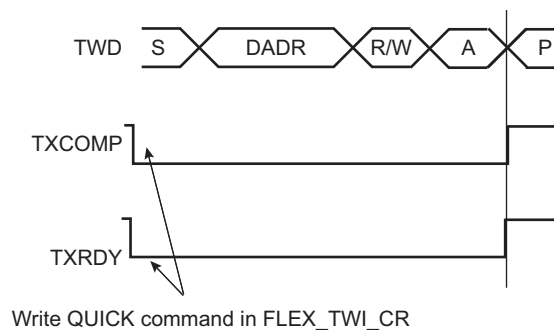 TWD S DADR R/W A P
TXCOMP
TXRDY
Write QUICK command in FLEX_TWI_CR